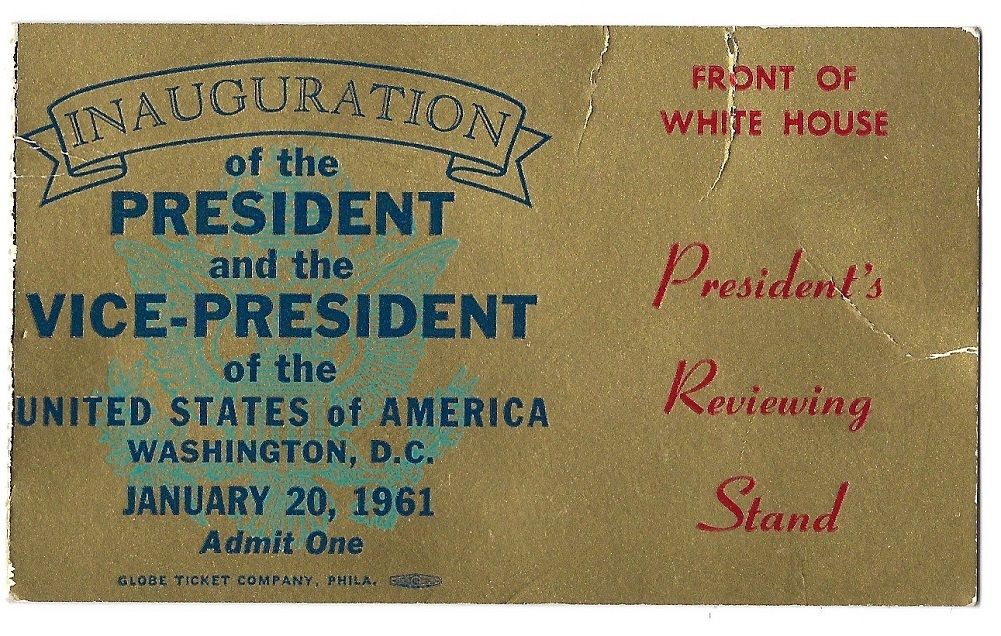 INAUGURATION
of the
PRESIDENT
and the
VICE-PRESIDENT
of the
UNITED STATES of AMERICA
WASHINGTON, D.C.
JANUARY 20, 1961
Admit One
GLOBE TICKET COMPANY, PHILA.
FRONT OF
WHITE HOUSE
President's
Reviewing
Stand